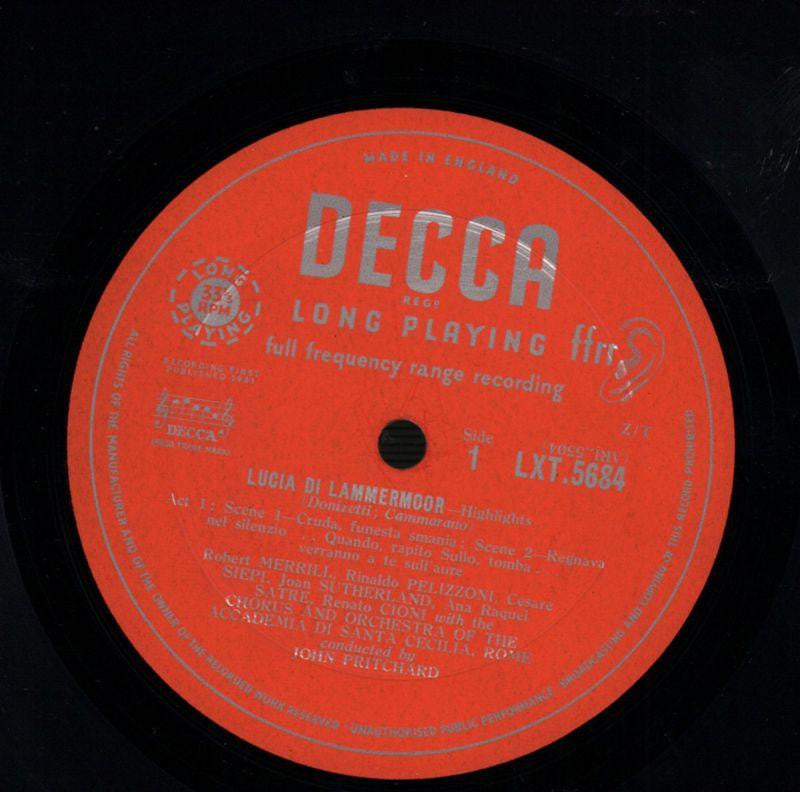 MADE IN ENGLAND
DECCA
REGD
LONG PLAYING
ffrr
full frequency range recording
LONG
33⅓
RPM
PLAYING
RECORDING FIRST
PUBLISHED 1961
DECCA
(REGD TRADE MARK)
Z/T
Side
1
(ARL.5504)
LXT.5684
LUCIA DI LAMMERMOOR—Highlights
(Donizetti; Cammarano)
Act 1: Scene 1—Cruda, funesta smania; Scene 2—Regnava
nel silenzio . . Quando, rapito Sulo, tomba . . .
verranno a te sull'aure
Robert MERRILL, Rinaldo PELIZZONI, Cesare
SIEPI, Joan SUTHERLAND, Ana Raquel
SATRE, Renato CIONI with the
CHORUS AND ORCHESTRA OF THE
ACCADEMIA DI SANTA CECILIA, ROME
conducted by
JOHN PRITCHARD
ALL RIGHTS OF THE MANUFACTURER AND OF THE OWNER OF THE RECORDED WORK RESERVED · UNAUTHORISED PUBLIC PERFORMANCE, BROADCASTING AND COPYING OF THIS RECORD PROHIBITED